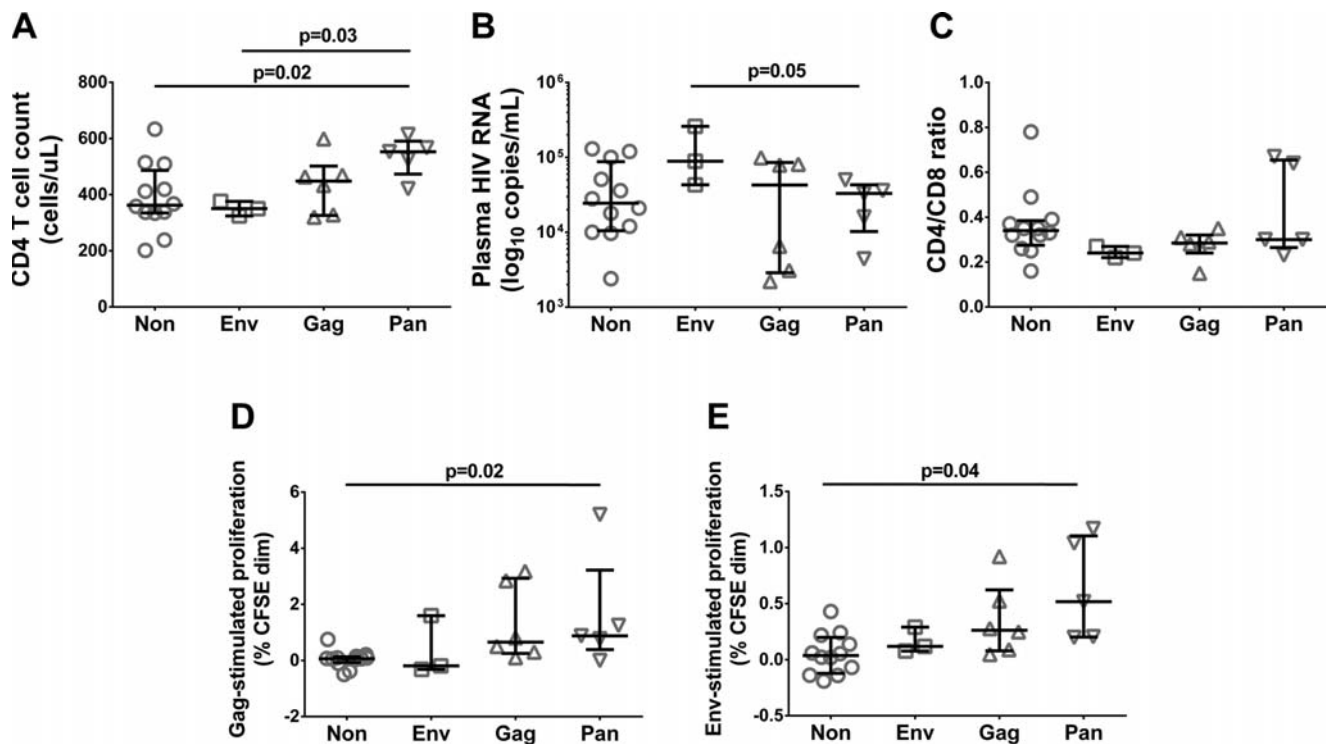 A
p=0.03
p=0.02
CD4 T cell count
(cells/uL)
800
600
400
200
0
Non Env Gag Pan
B
p=0.05
Plasma HIV RNA
(log₁₀ copies/mL)
10⁶
10⁵
10⁴
10³
Non Env Gag Pan
C
CD4/CD8 ratio
1.0
0.8
0.6
0.4
0.2
0.0
Non Env Gag Pan
D
p=0.02
Gag-stimulated proliferation
(% CFSE dim)
6
4
2
0
-2
Non Env Gag Pan
E
p=0.04
Env-stimulated proliferation
(% CFSE dim)
1.5
1.0
0.5
0.0
-0.5
Non Env Gag Pan